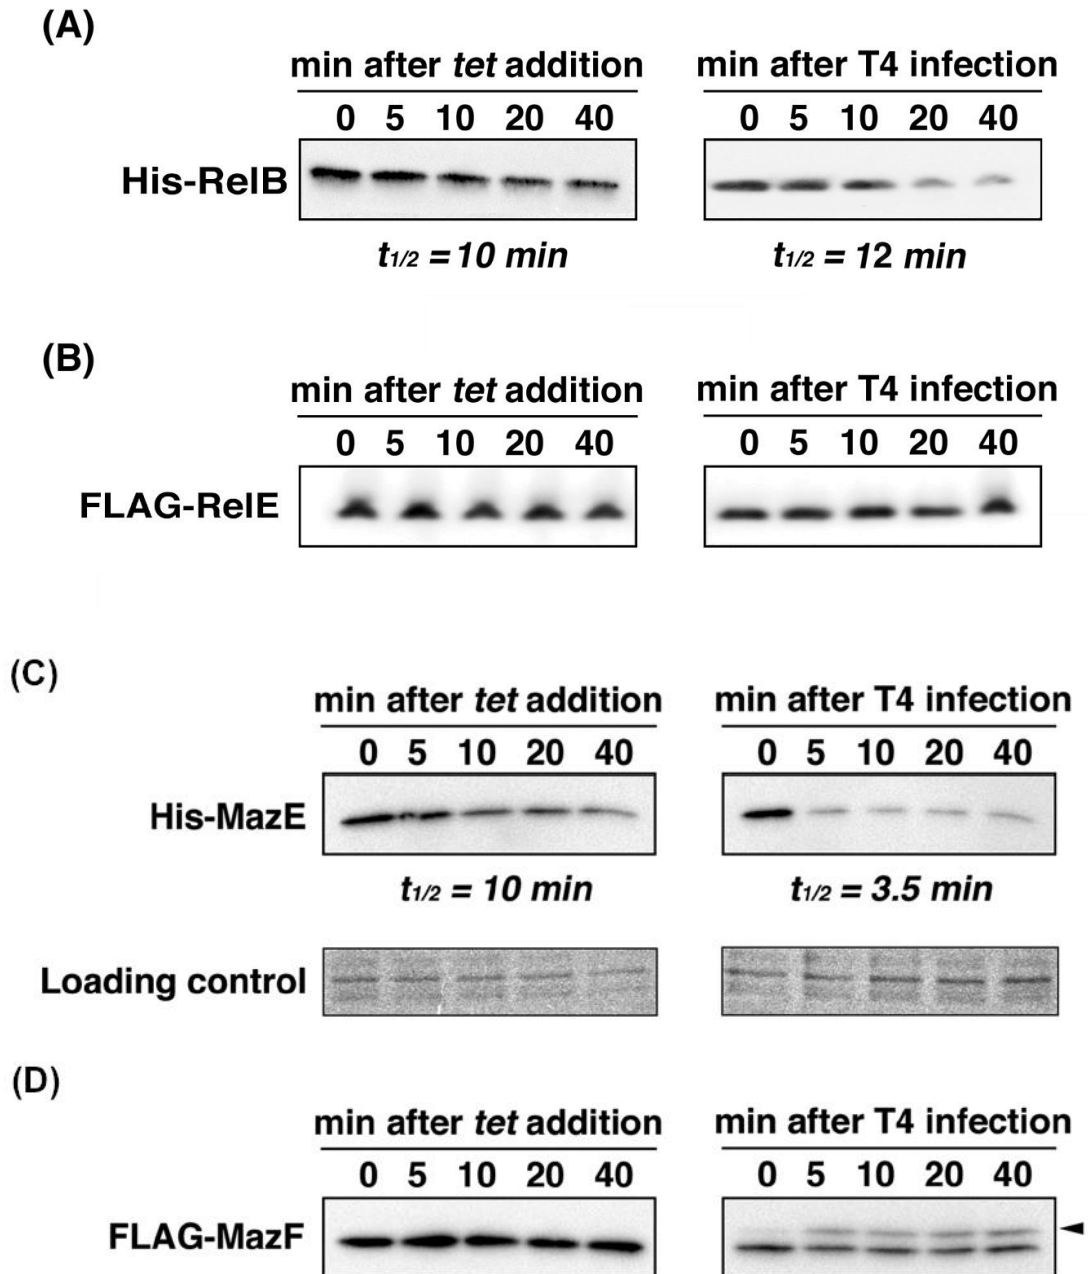 (A)
min after tet addition min after T4 infection
0 5 10 20 40 0 5 10 20 40
His-RelB
t1/2 = 10 min t1/2 = 12 min
(B)
min after tet addition min after T4 infection
0 5 10 20 40 0 5 10 20 40
FLAG-RelE
(C)
min after tet addition min after T4 infection
0 5 10 20 40 0 5 10 20 40
His-MazE
t1/2 = 10 min t1/2 = 3.5 min
Loading control
(D)
min after tet addition min after T4 infection
0 5 10 20 40 0 5 10 20 40
FLAG-MazF